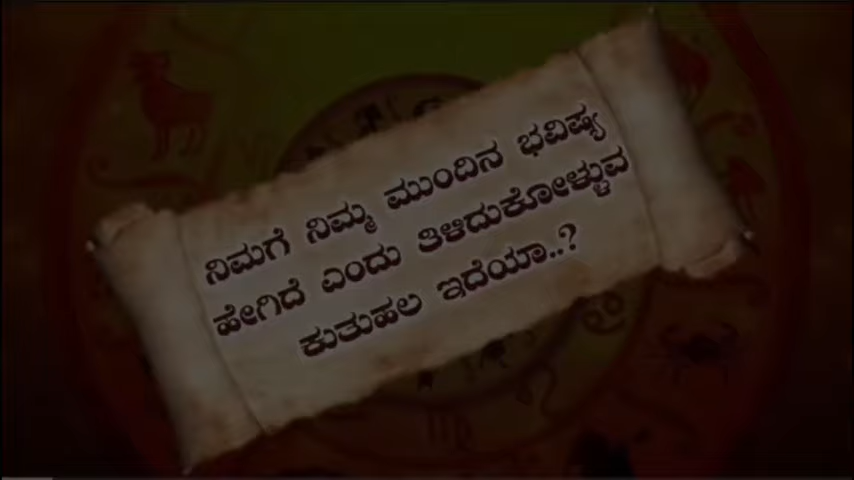 ನಿಮಗೆ ನಿಮ್ಮ ಮುಂದಿನ ಭವಿಷ್ಯ
ಹೇಗಿದೆ ಎಂದು ತಿಳಿದುಕೋಳ್ಳುವ
ಕುತುಹಲ ಇದೆಯಾ..?